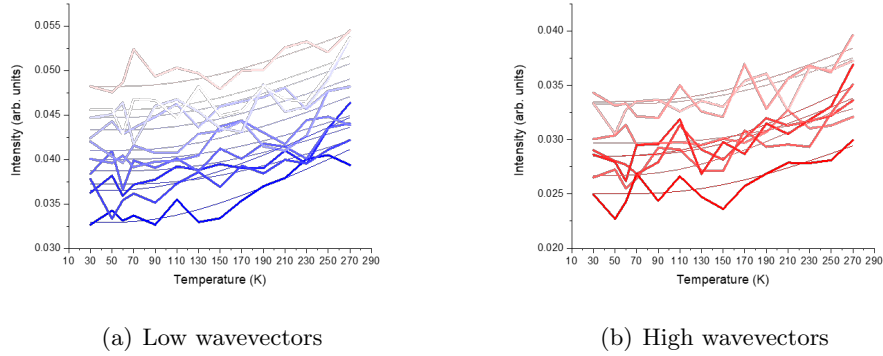 0.055
0.050
0.045
0.040
0.035
0.030
Intensity (arb. units)
10 30 50 70 90 110 130 150 170 190 210 230 250 270 290
Temperature (K)
(a) Low wavevectors
0.040
0.035
0.030
0.025
0.020
Intensity (arb. units)
10 30 50 70 90 110 130 150 170 190 210 230 250 270 290
Temperature (K)
(b) High wavevectors